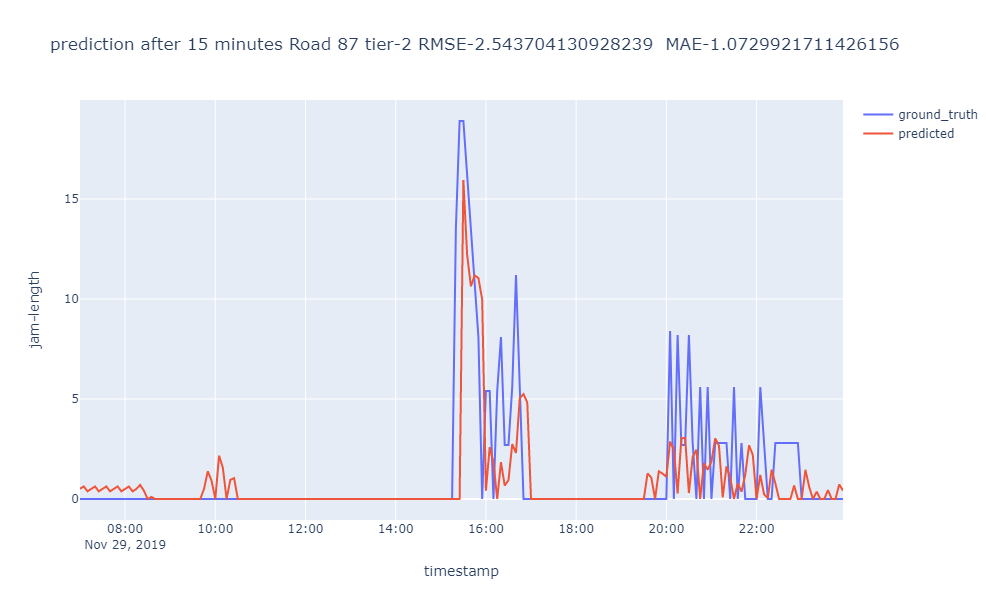 prediction after 15 minutes Road 87 tier-2 RMSE-2.543704130928239  MAE-1.0729921711426156
ground_truth
predicted
15
10
5
0
jam-length
08:00 10:00 12:00 14:00 16:00 18:00 20:00 22:00
Nov 29, 2019
timestamp